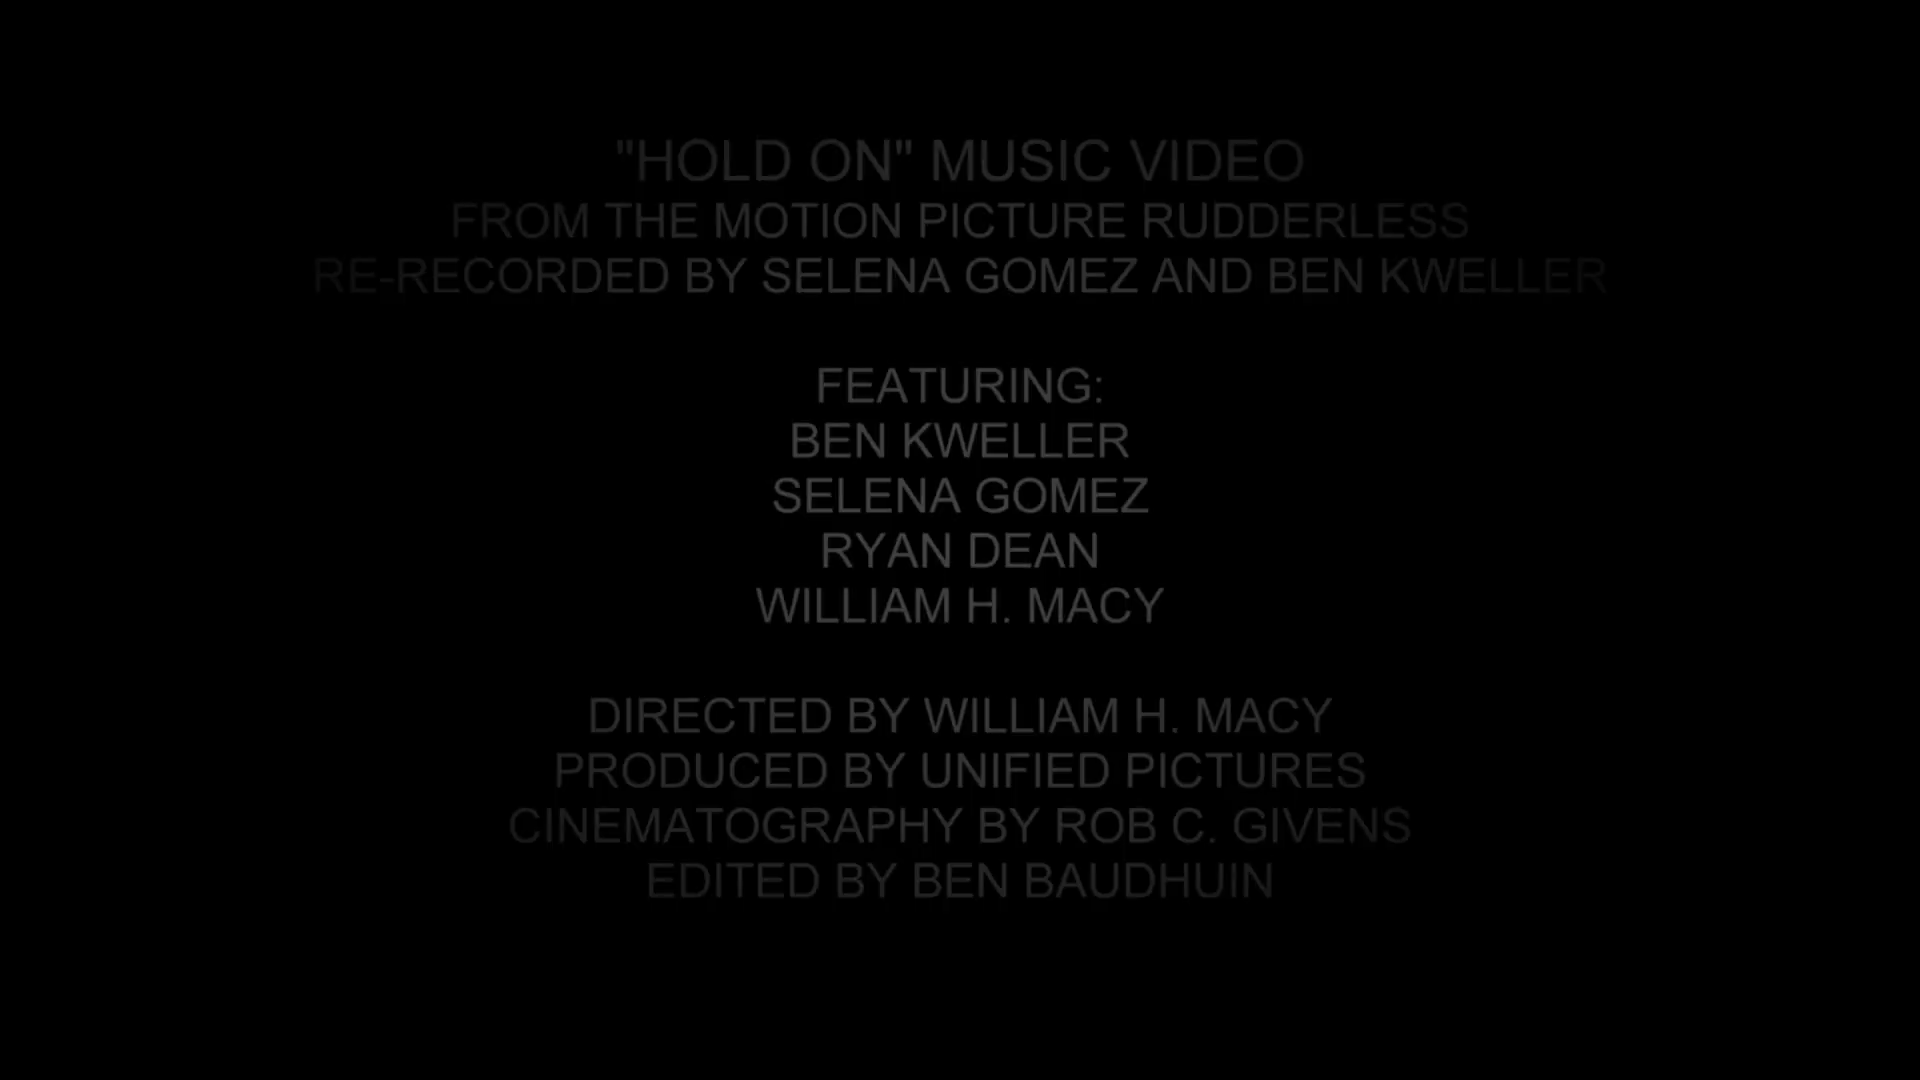 "HOLD ON" MUSIC VIDEO
FROM THE MOTION PICTURE RUDDERLESS
RE-RECORDED BY SELENA GOMEZ AND BEN KWELLER
FEATURING:
BEN KWELLER
SELENA GOMEZ
RYAN DEAN
WILLIAM H. MACY
DIRECTED BY WILLIAM H. MACY
PRODUCED BY UNIFIED PICTURES
CINEMATOGRAPHY BY ROB C. GIVENS
EDITED BY BEN BAUDHUIN